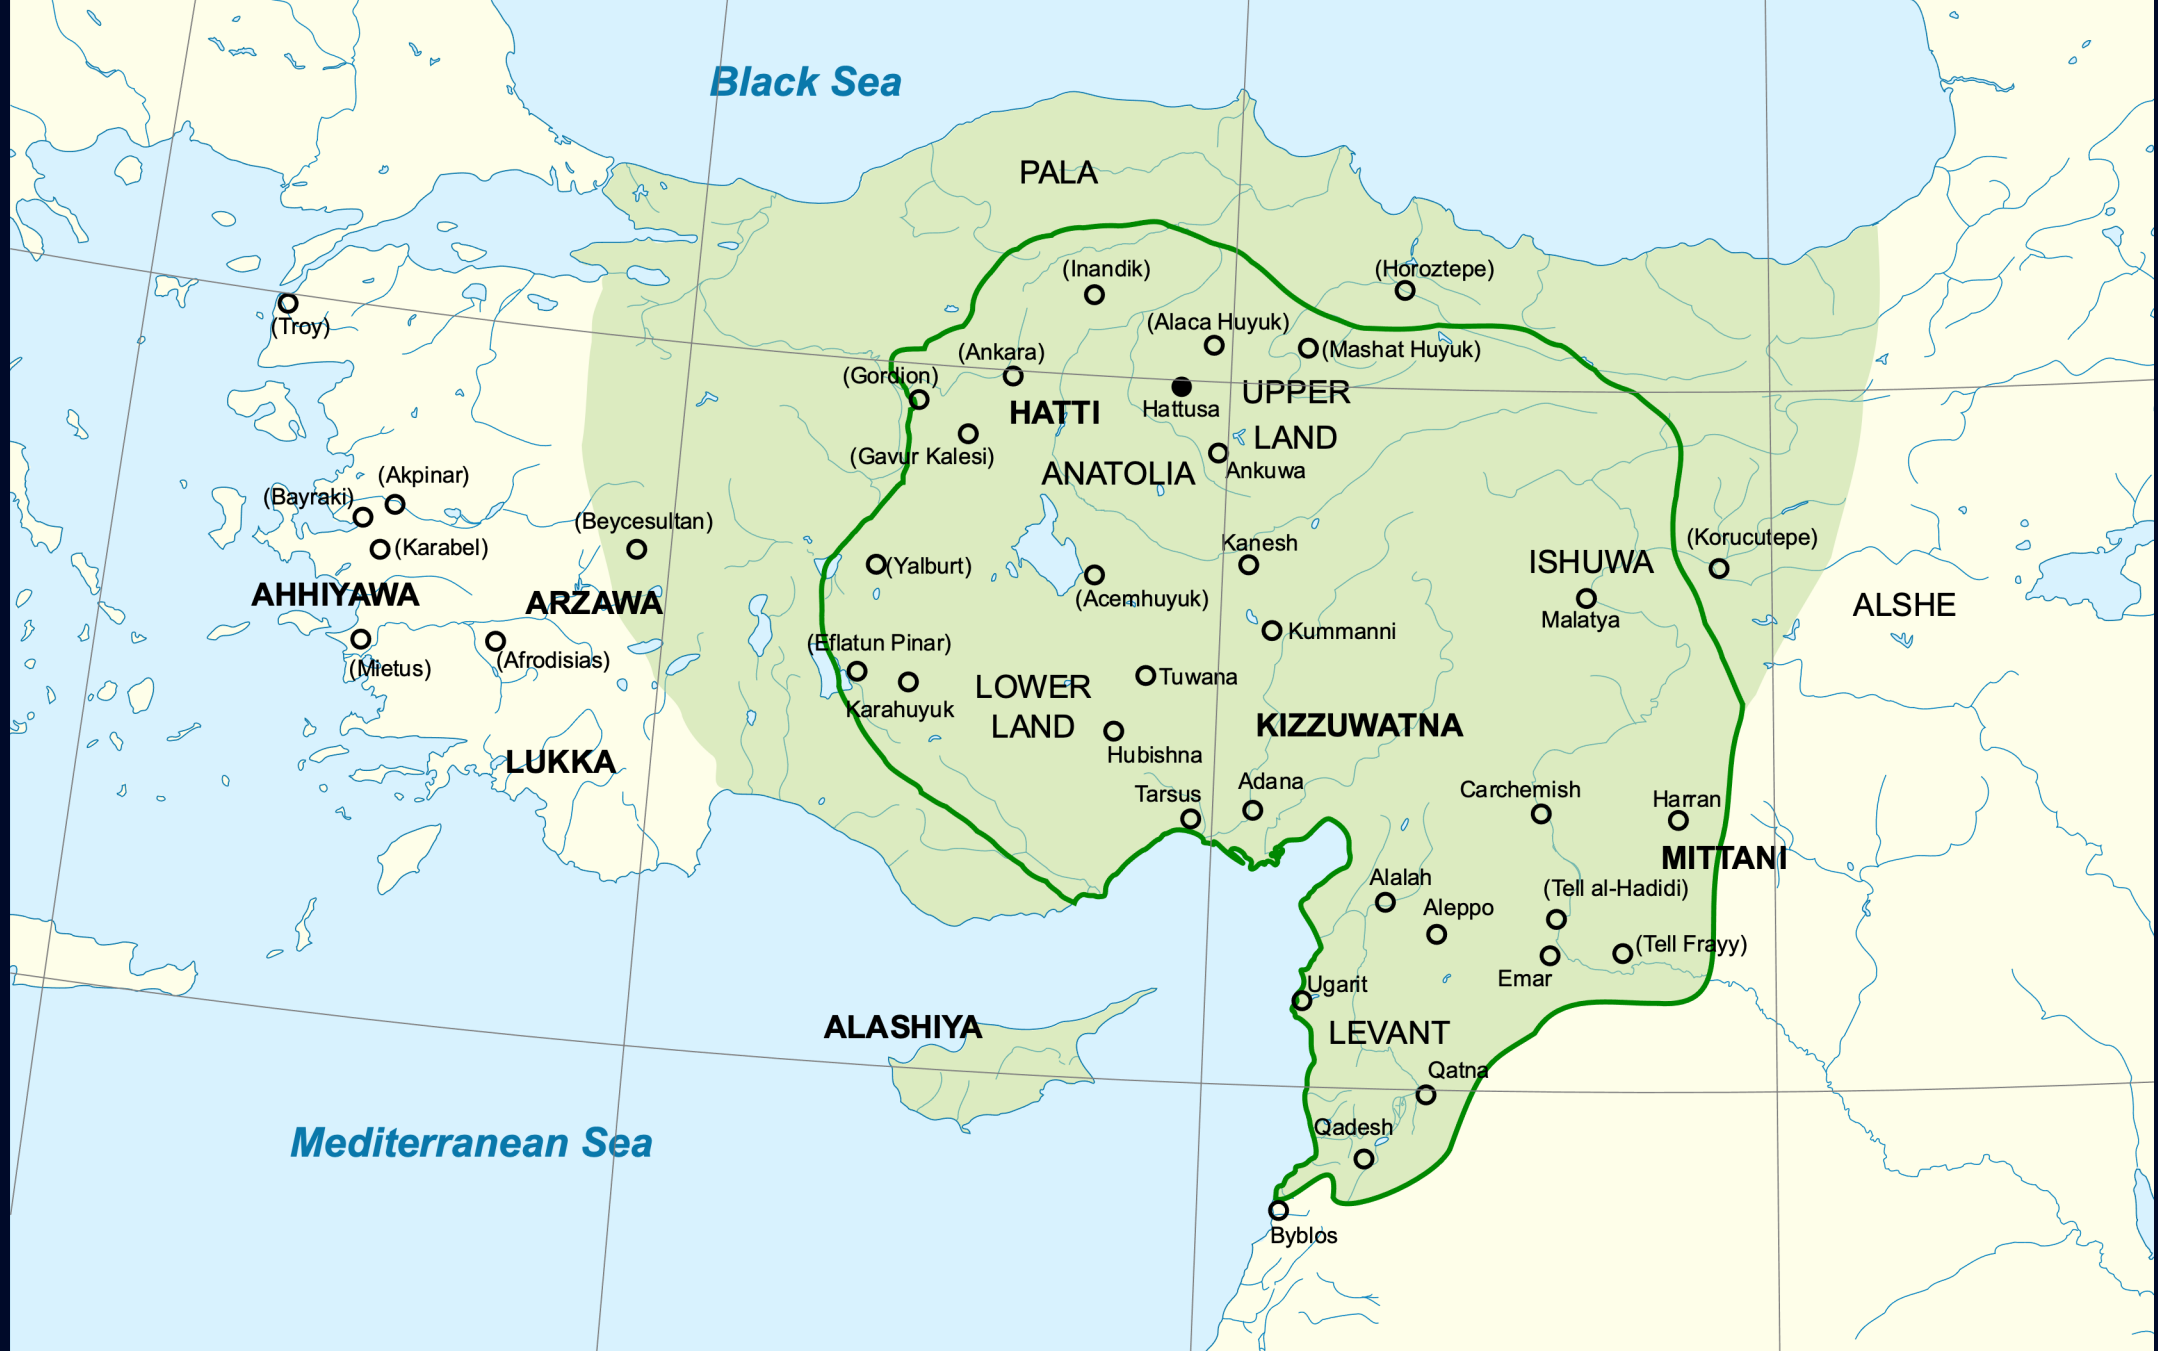 Black Sea
PALA
(Inandik)
(Horoztepe)
(Troy)
(Alaca Huyuk)
(Mashat Huyuk)
(Ankara)
(Gordion)
UPPER
LAND
HATTI
Hattusa
(Gavur Kalesi)
ANATOLIA
Ankuwa
(Akpinar)
(Bayraki)
(Beycesultan)
(Karabel)
Kanesh
(Korucutepe)
ISHUWA
(Yalburt)
AHHIYAWA
ARZAWA
(Acemhuyuk)
Malatya
ALSHE
Kummanni
(Eflatun Pinar)
(Mietus)
(Afrodisias)
Tuwana
LOWER
LAND
Karahuyuk
KIZZUWATNA
LUKKA
Hubishna
Adana
Tarsus
Carchemish
Harran
MITTANI
Alalah
(Tell al-Hadidi)
Aleppo
(Tell Frayy)
Emar
Ugarit
ALASHIYA
LEVANT
Qatna
Qadesh
Mediterranean Sea
Byblos